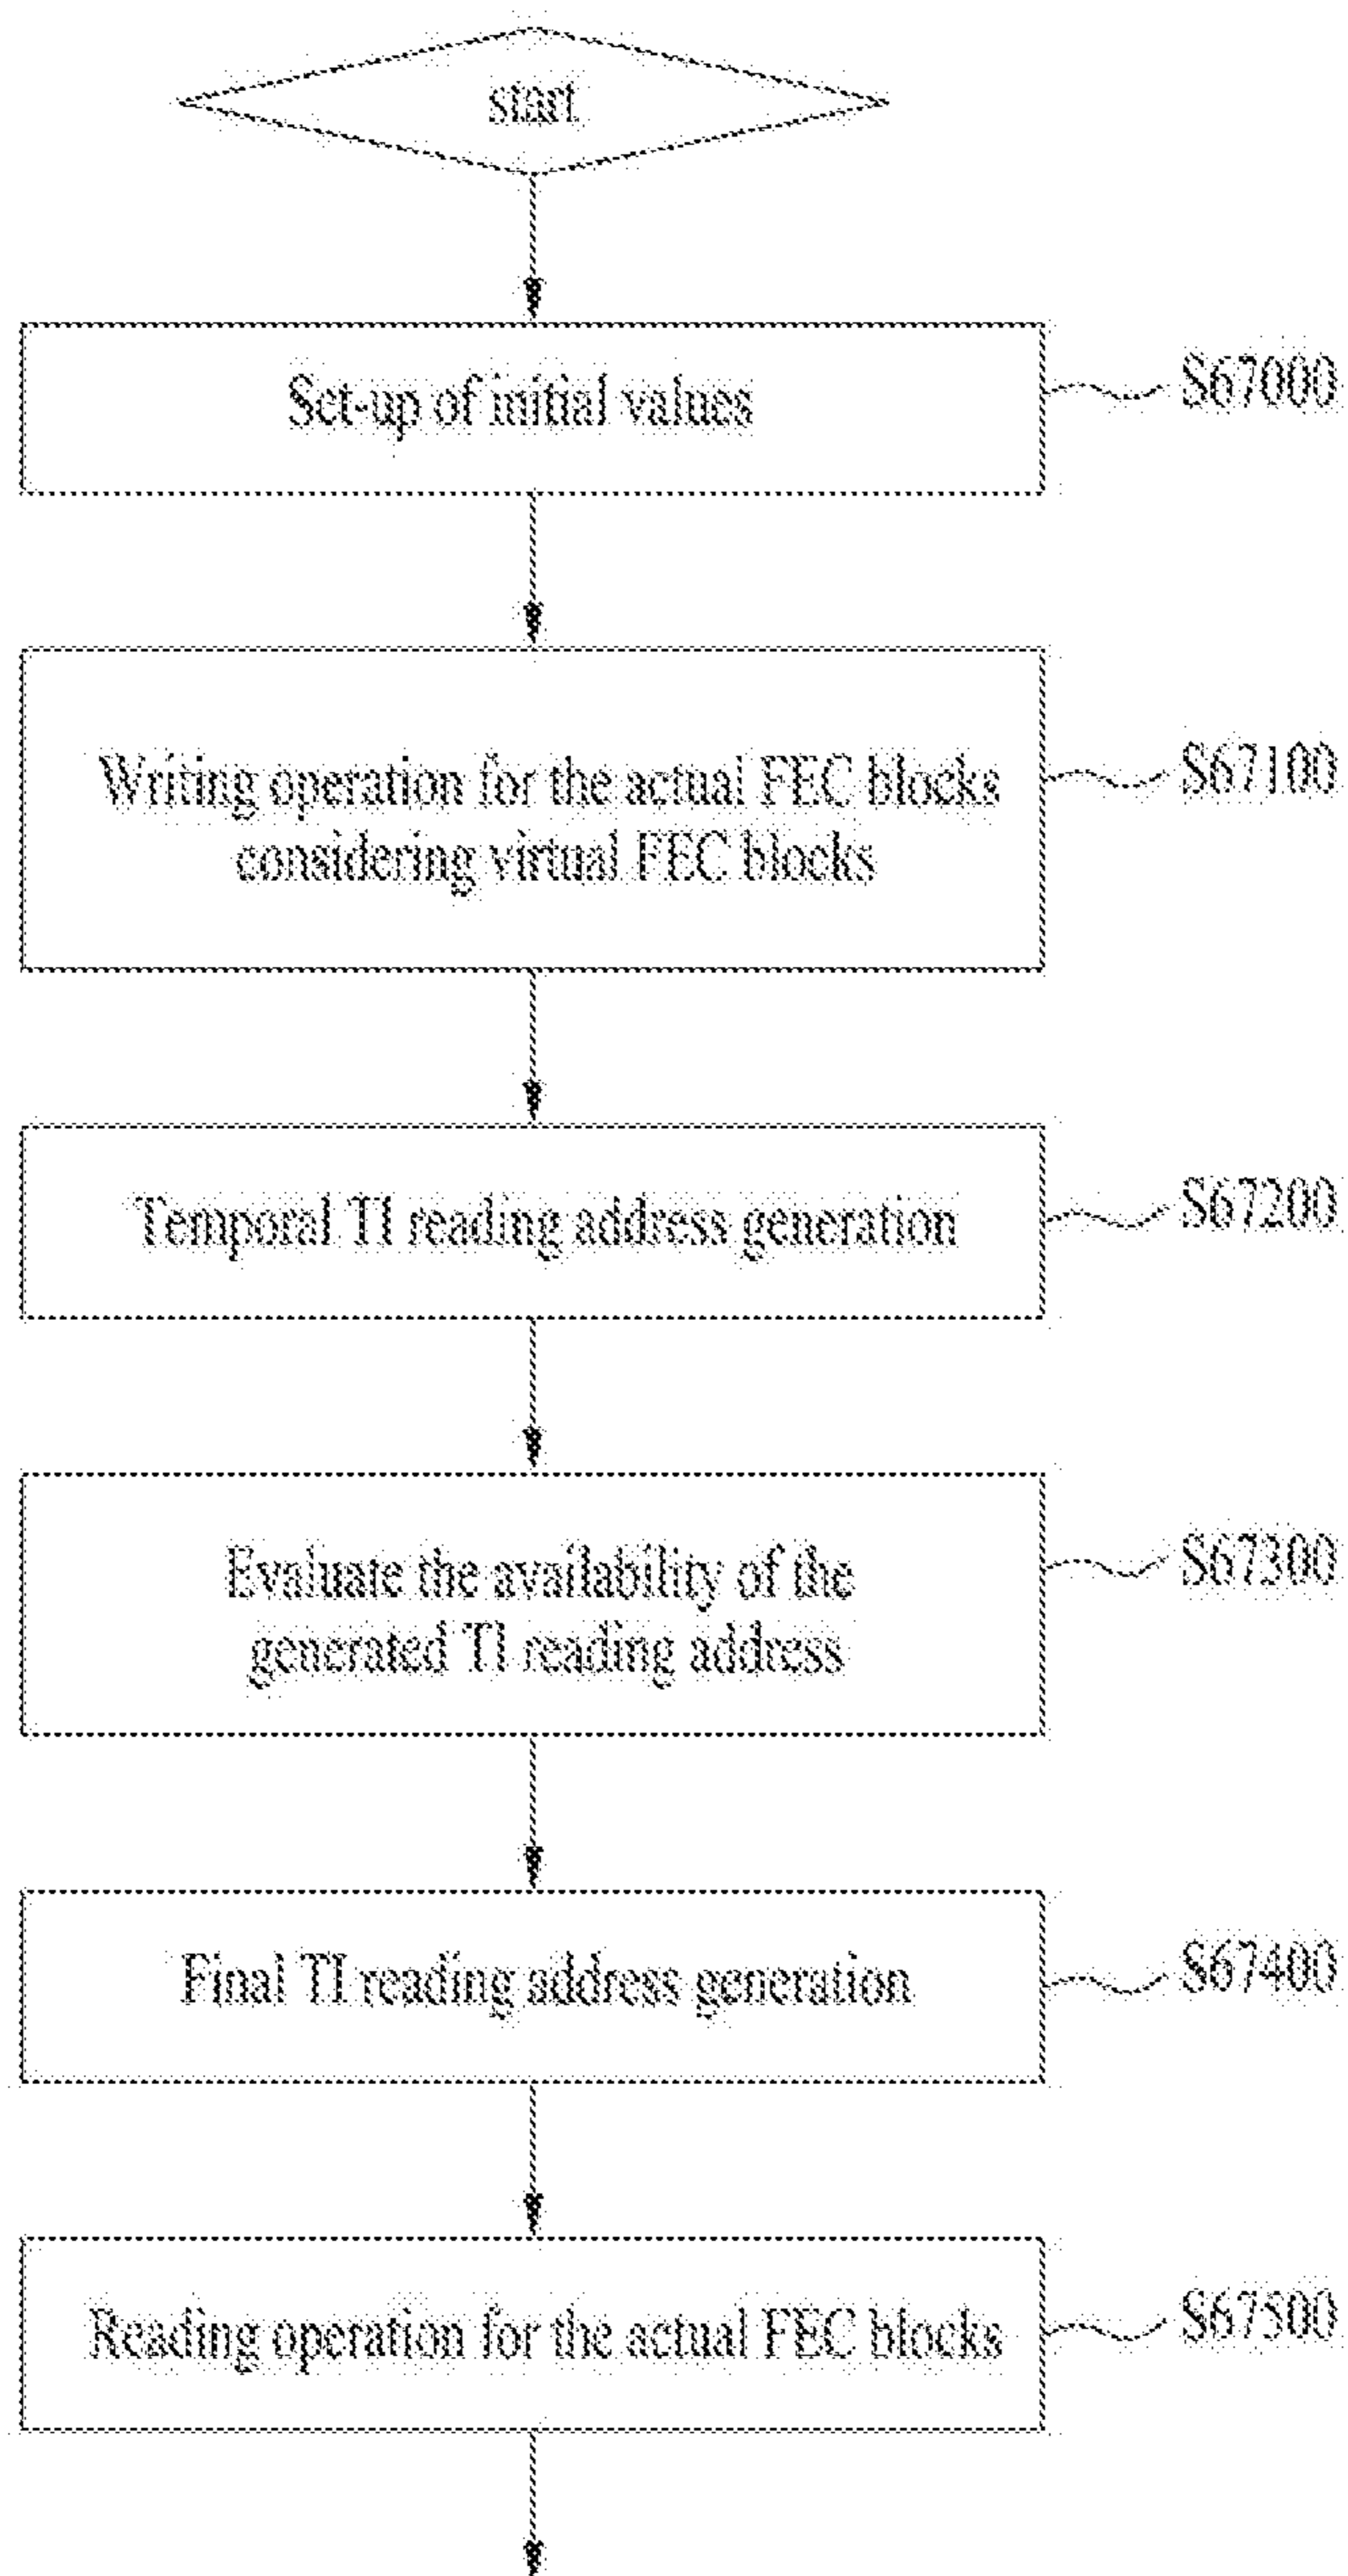 start
Set-up of initial values
S67000
Writing operation for the actual FEC blocks
considering virtual FEC blocks
S67100
Temporal TI reading address generation
S67200
Evaluate the availability of the
generated TI reading address
S67300
Final TI reading address generation
S67400
Reading operation for the actual FEC blocks
S67500